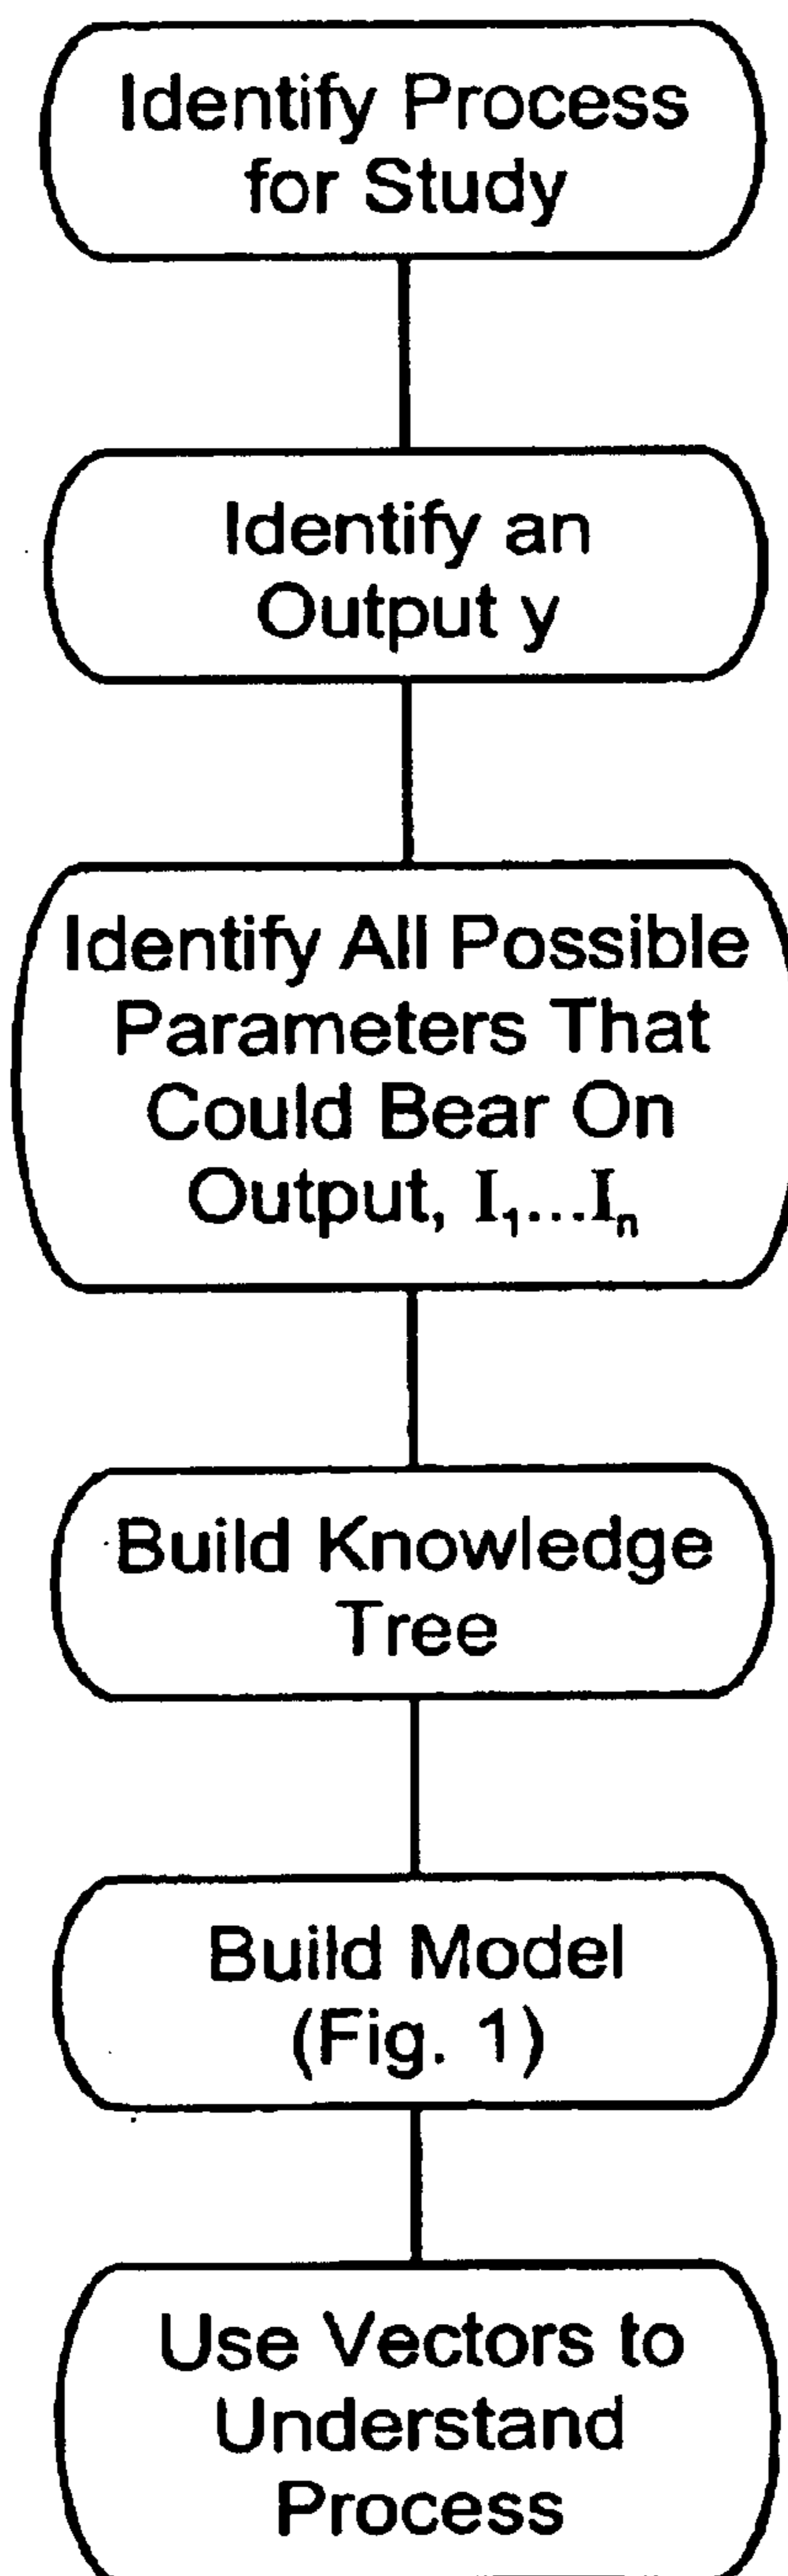 Identify Process
for Study
Identify an
Output y
Identify All Possible
Parameters That
Could Bear On
Output, I₁...Iₙ
Build Knowledge
Tree
Build Model
(Fig. 1)
Use Vectors to
Understand
Process